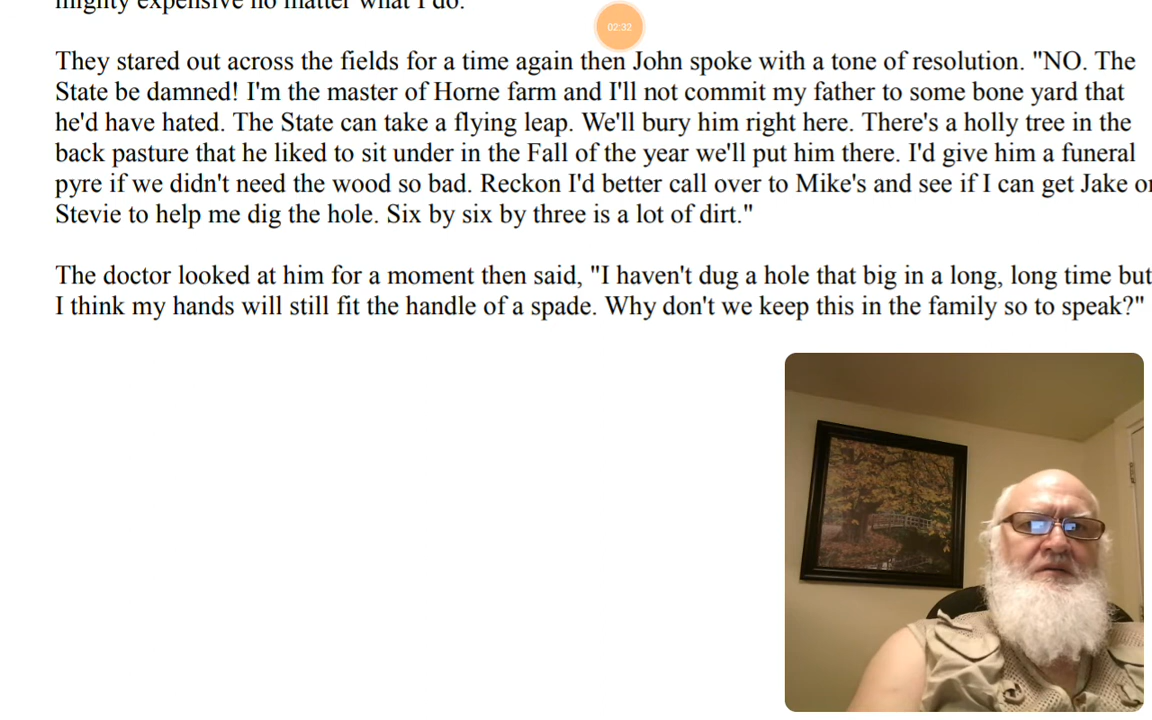 mighty expensive no matter what I do.
02:32
They stared out across the fields for a time again then John spoke with a tone of resolution. "NO. The
State be damned! I'm the master of Horne farm and I'll not commit my father to some bone yard that
he'd have hated. The State can take a flying leap. We'll bury him right here. There's a holly tree in the
back pasture that he liked to sit under in the Fall of the year we'll put him there. I'd give him a funeral
pyre if we didn't need the wood so bad. Reckon I'd better call over to Mike's and see if I can get Jake or
Stevie to help me dig the hole. Six by six by three is a lot of dirt."
The doctor looked at him for a moment then said, "I haven't dug a hole that big in a long, long time but
I think my hands will still fit the handle of a spade. Why don't we keep this in the family so to speak?"